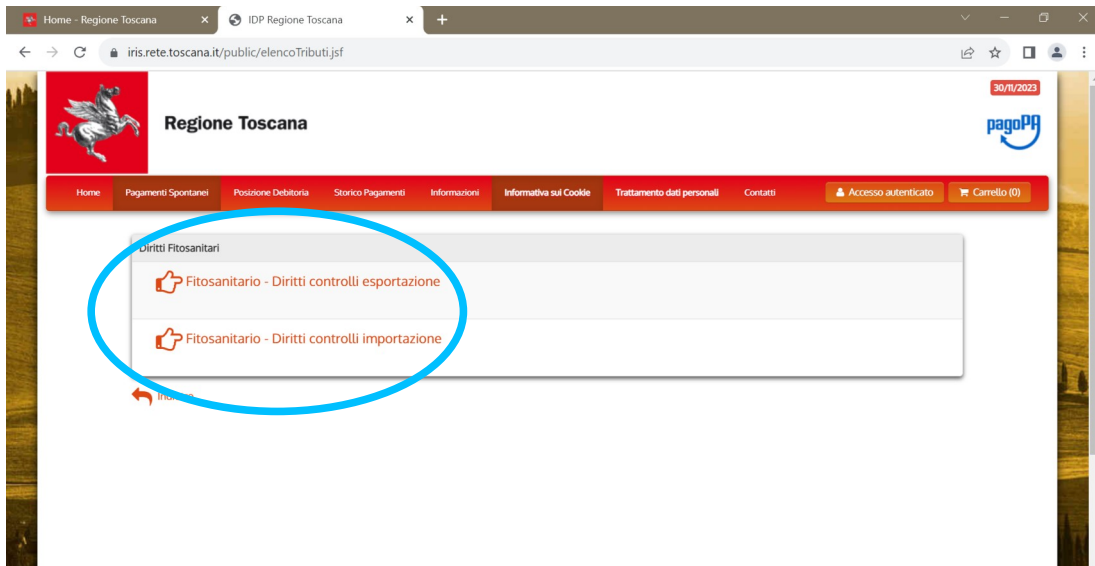 Home - Regione Toscana
IDP Regione Toscana
iris.rete.toscana.it/public/elencoTributi.jsf
30/11/2023
Regione Toscana
pagoPA
Home Pagamenti Spontanei Posizione Debitoria Storico Pagamenti Informazioni Informativa sui Cookie Trattamento dati personali Contatti Accesso autenticato Carrello (0)
Diritti Fitosanitari
Fitosanitario - Diritti controlli esportazione
Fitosanitario - Diritti controlli importazione